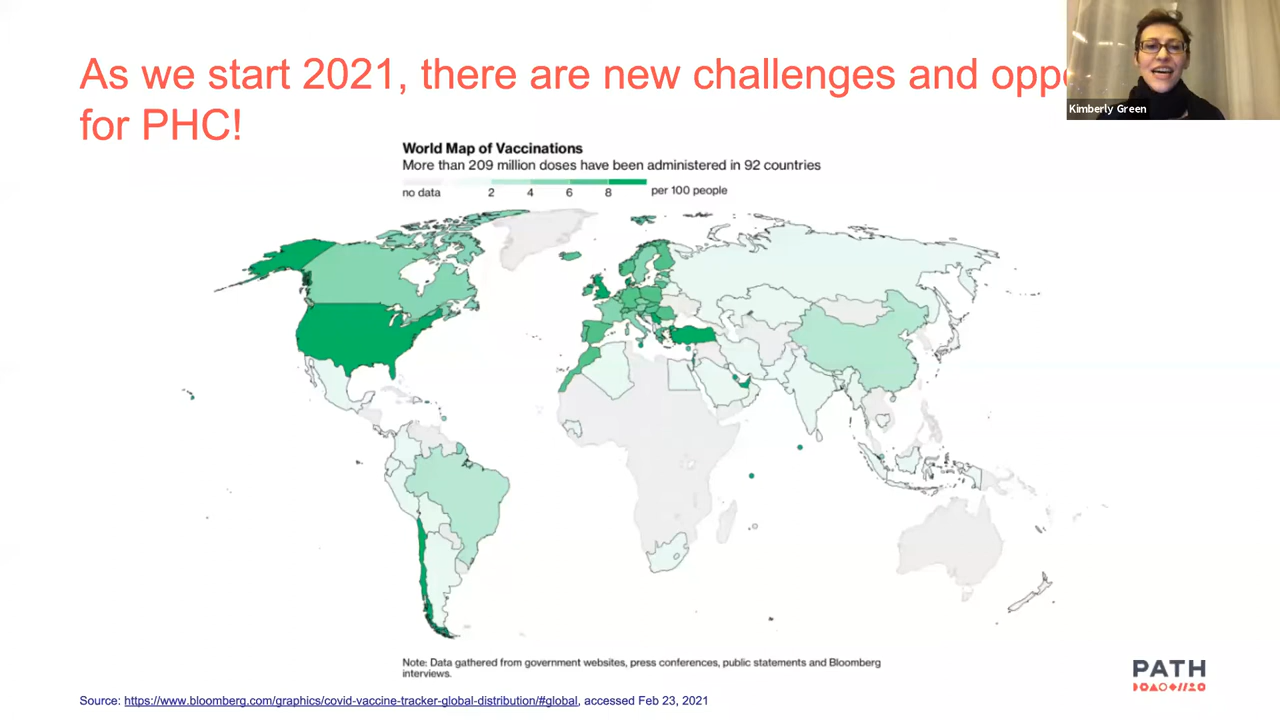 As we start 2021, there are new challenges and
for PHC!
Kimberly Green
World Map of Vaccinations
More than 209 million doses have been administered in 92 countries
no data 2 4 6 8 per 100 people
Note: Data gathered from government websites, press conferences, public statements and Bloomberg
interviews.
PATH
Source: https://www.bloomberg.com/graphics/covid-vaccine-tracker-global-distribution/#global, accessed Feb 23, 2021